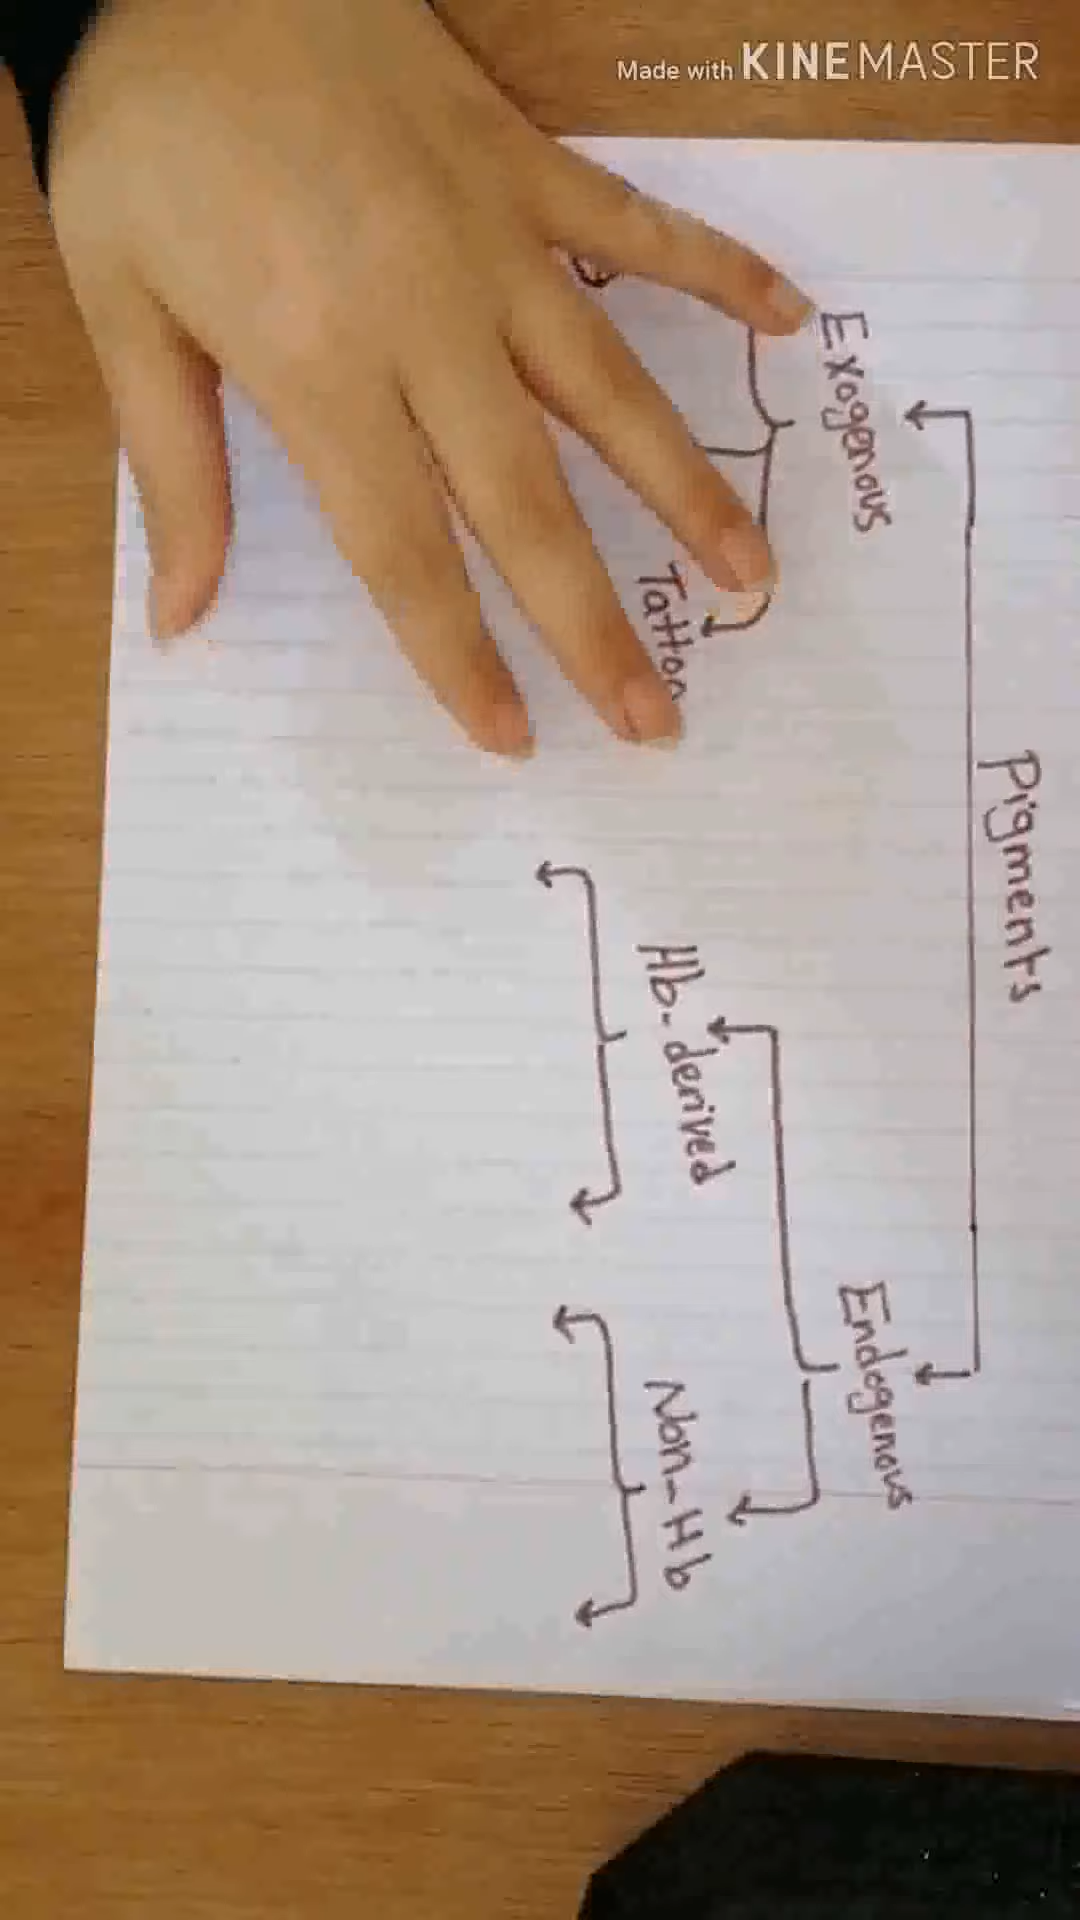 Made with KINEMASTER
Pigments
Exogenous
Endogenous
Tattoo
Hb-derived
Non-Hb